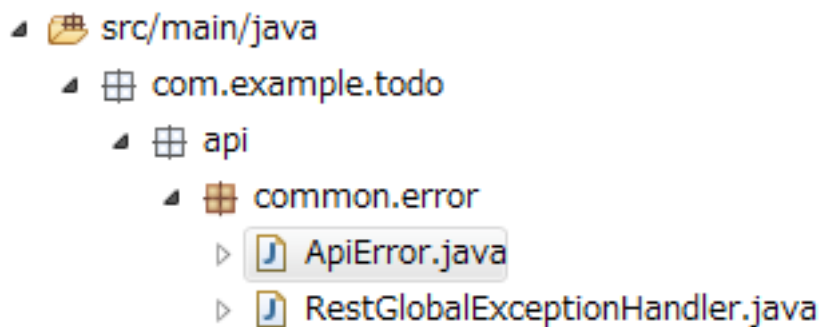 src/main/java
com.example.todo
api
common.error
ApiError.java
RestGlobalExceptionHandler.java